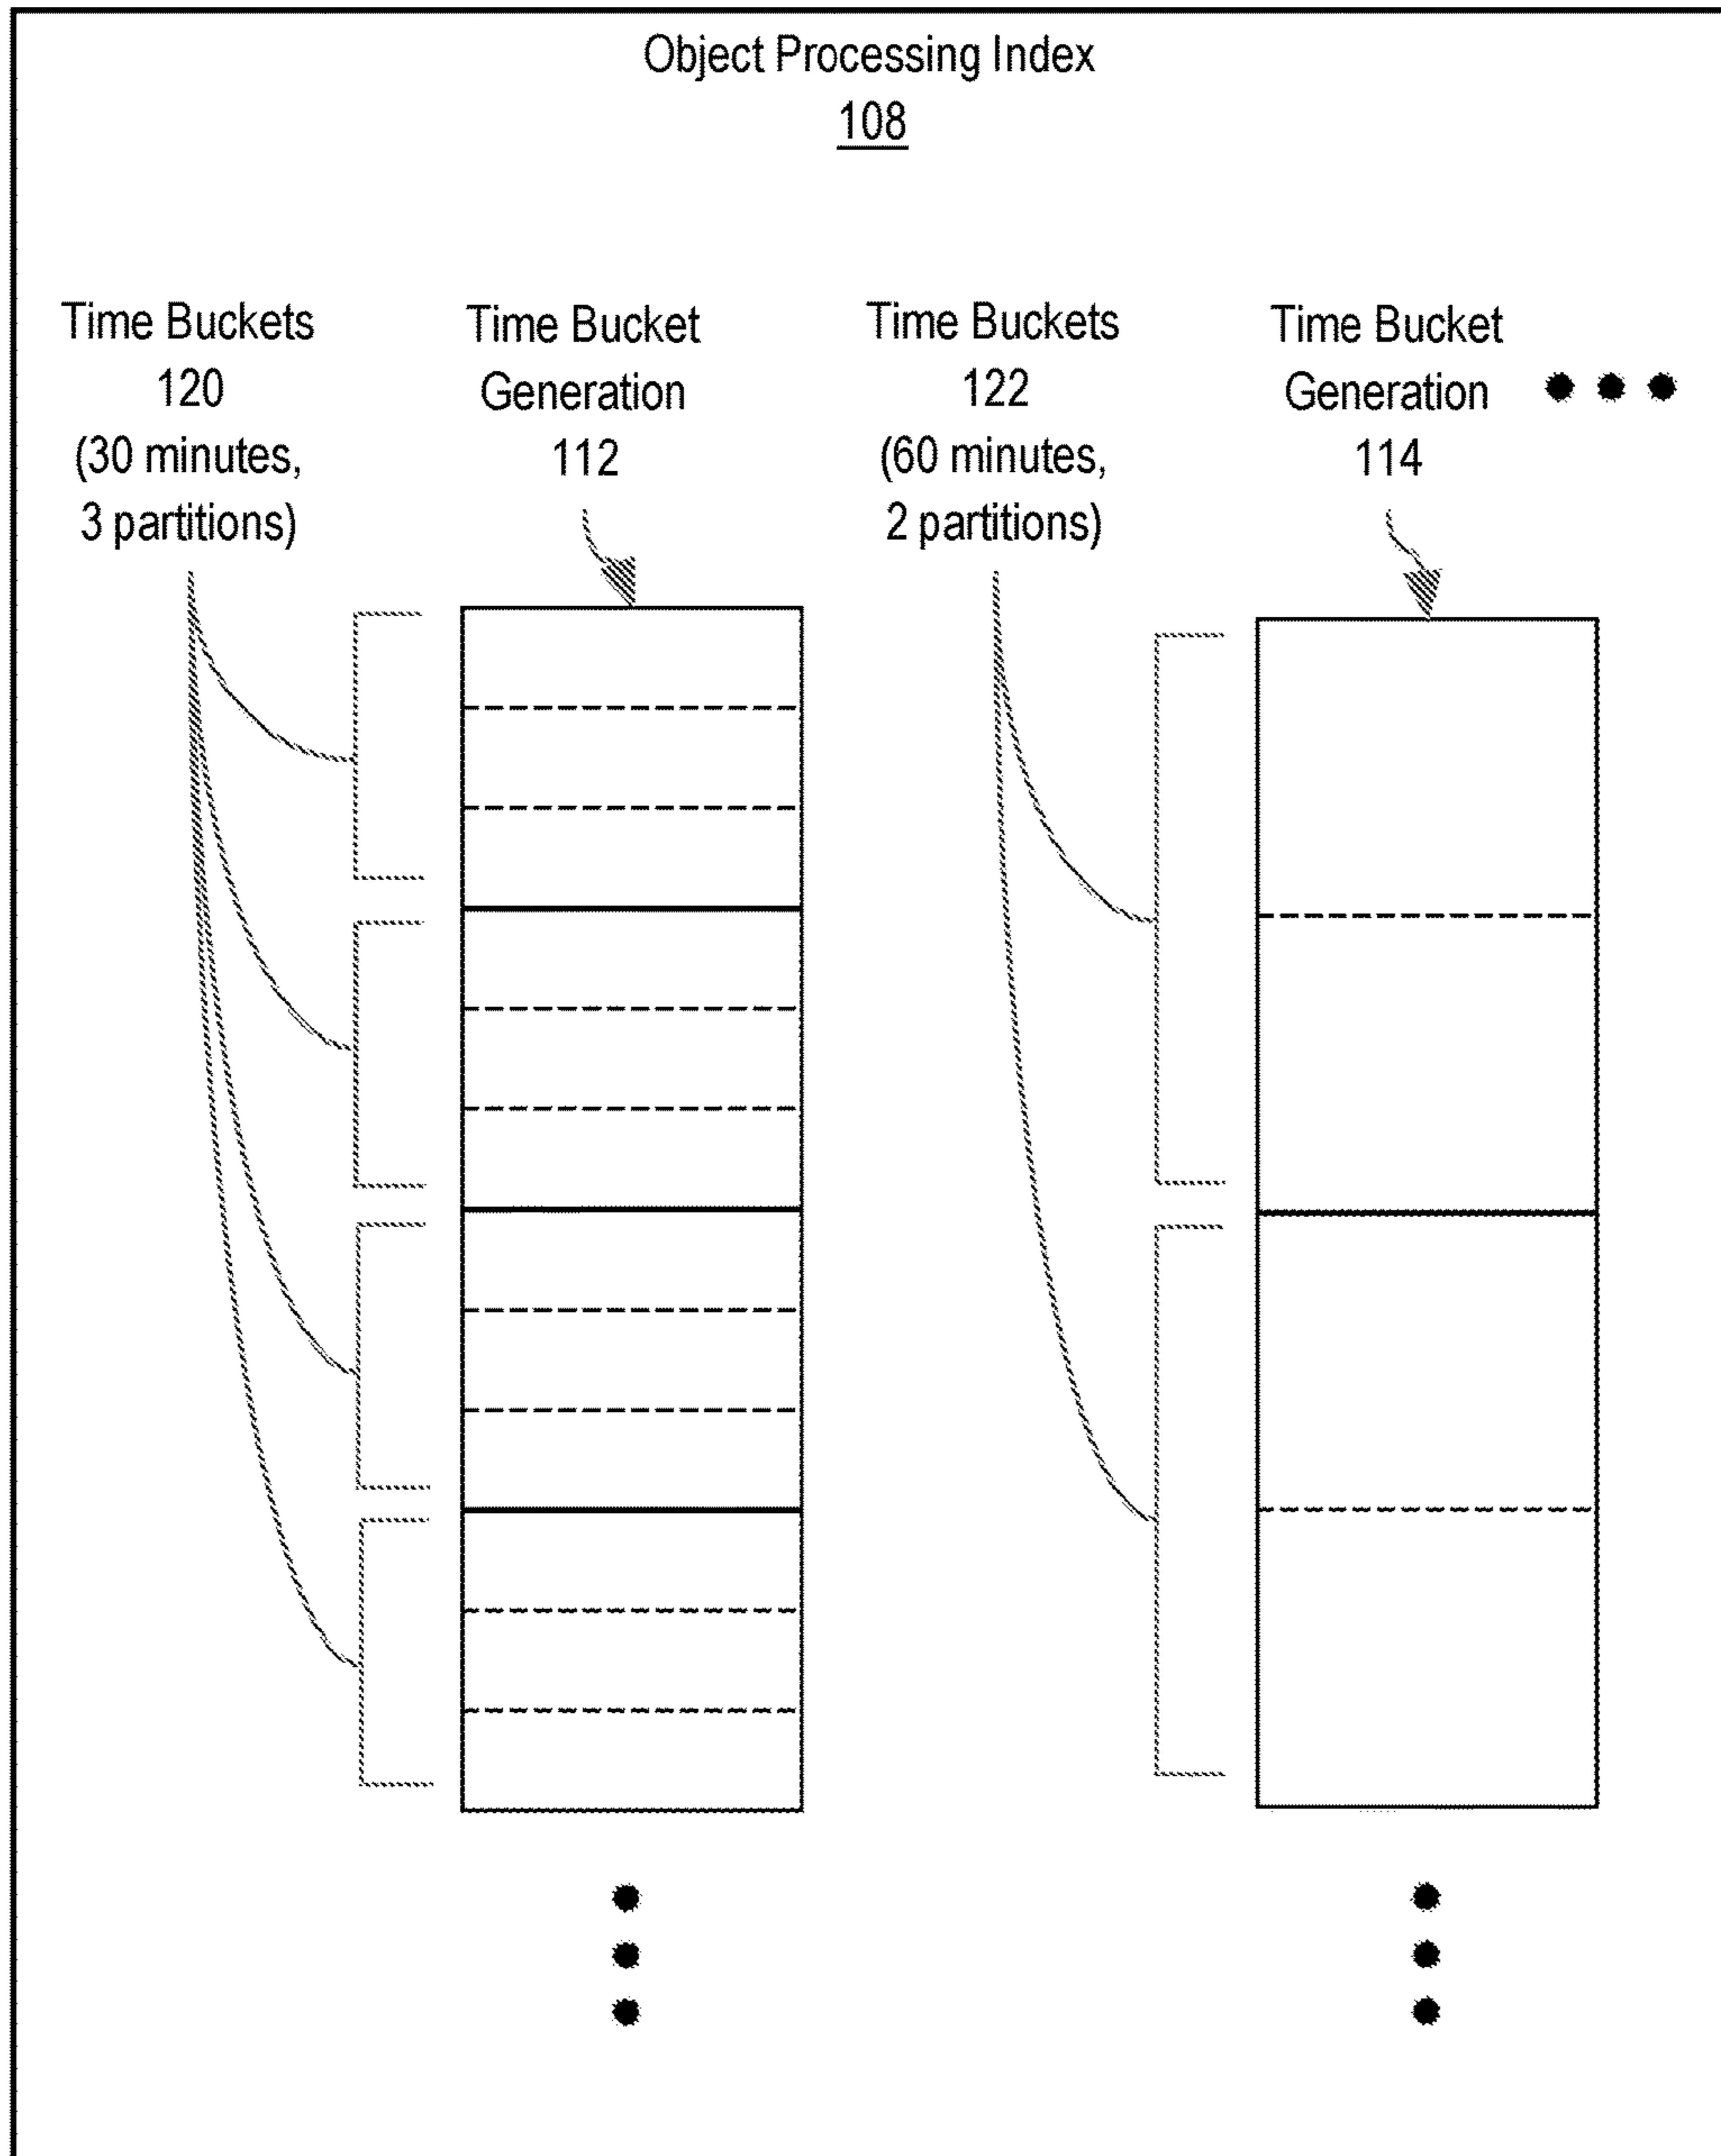 Object Processing Index
108
Time Buckets
120
(30 minutes,
3 partitions)
Time Bucket
Generation
112
Time Buckets
122
(60 minutes,
2 partitions)
Time Bucket
Generation
114